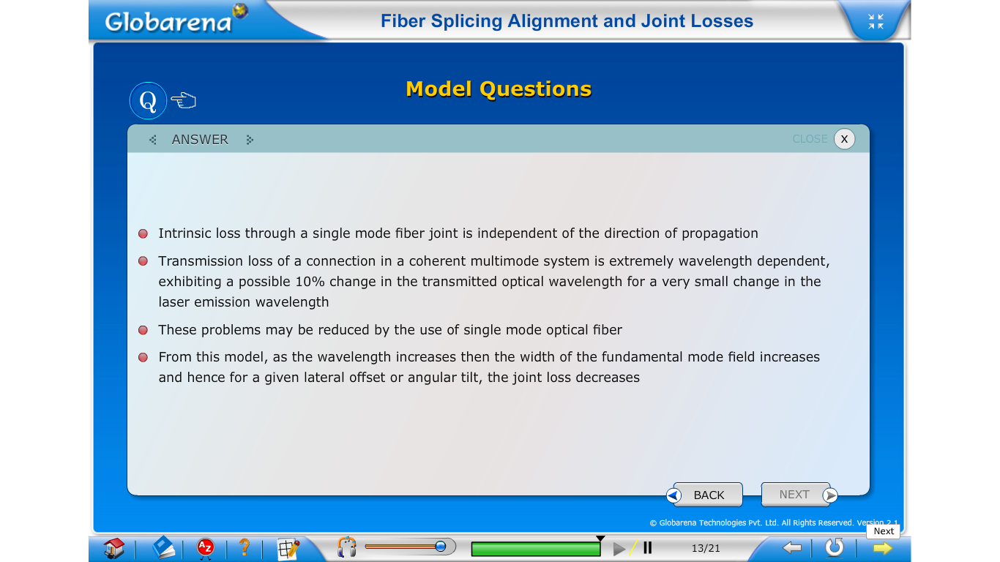 Globarena
Fiber Splicing Alignment and Joint Losses
Q
Model Questions
ANSWER
CLOSE X
Intrinsic loss through a single mode fiber joint is independent of the direction of propagation
Transmission loss of a connection in a coherent multimode system is extremely wavelength dependent,
exhibiting a possible 10% change in the transmitted optical wavelength for a very small change in the
laser emission wavelength
These problems may be reduced by the use of single mode optical fiber
From this model, as the wavelength increases then the width of the fundamental mode field increases
and hence for a given lateral offset or angular tilt, the joint loss decreases
BACK
NEXT
© Globarena Technologies Pvt. Ltd. All Rights Reserved. Version 2.1
Next
AZ
?
13/21